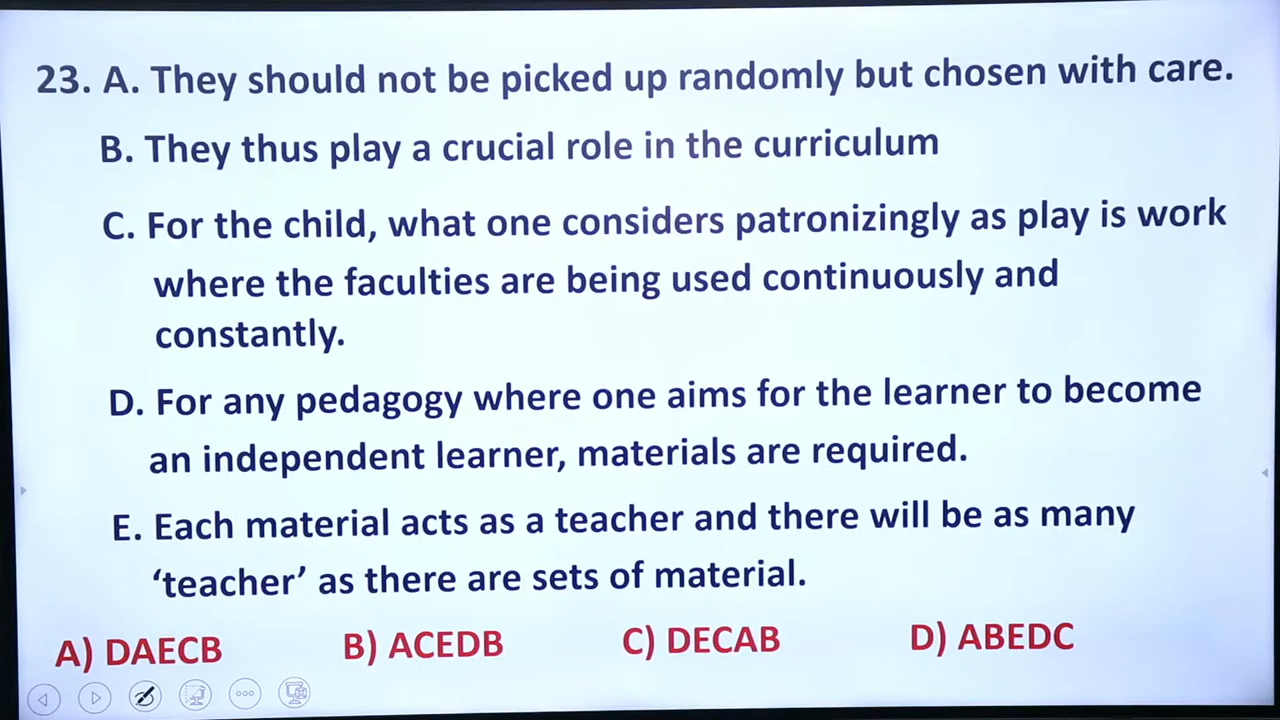 23. A. They should not be picked up randomly but chosen with care.
B. They thus play a crucial role in the curriculum
C. For the child, what one considers patronizingly as play is work
where the faculties are being used continuously and
constantly.
D. For any pedagogy where one aims for the learner to become
an independent learner, materials are required.
E. Each material acts as a teacher and there will be as many
‘teacher’ as there are sets of material.
A) DAECB B) ACEDB C) DECAB D) ABEDC